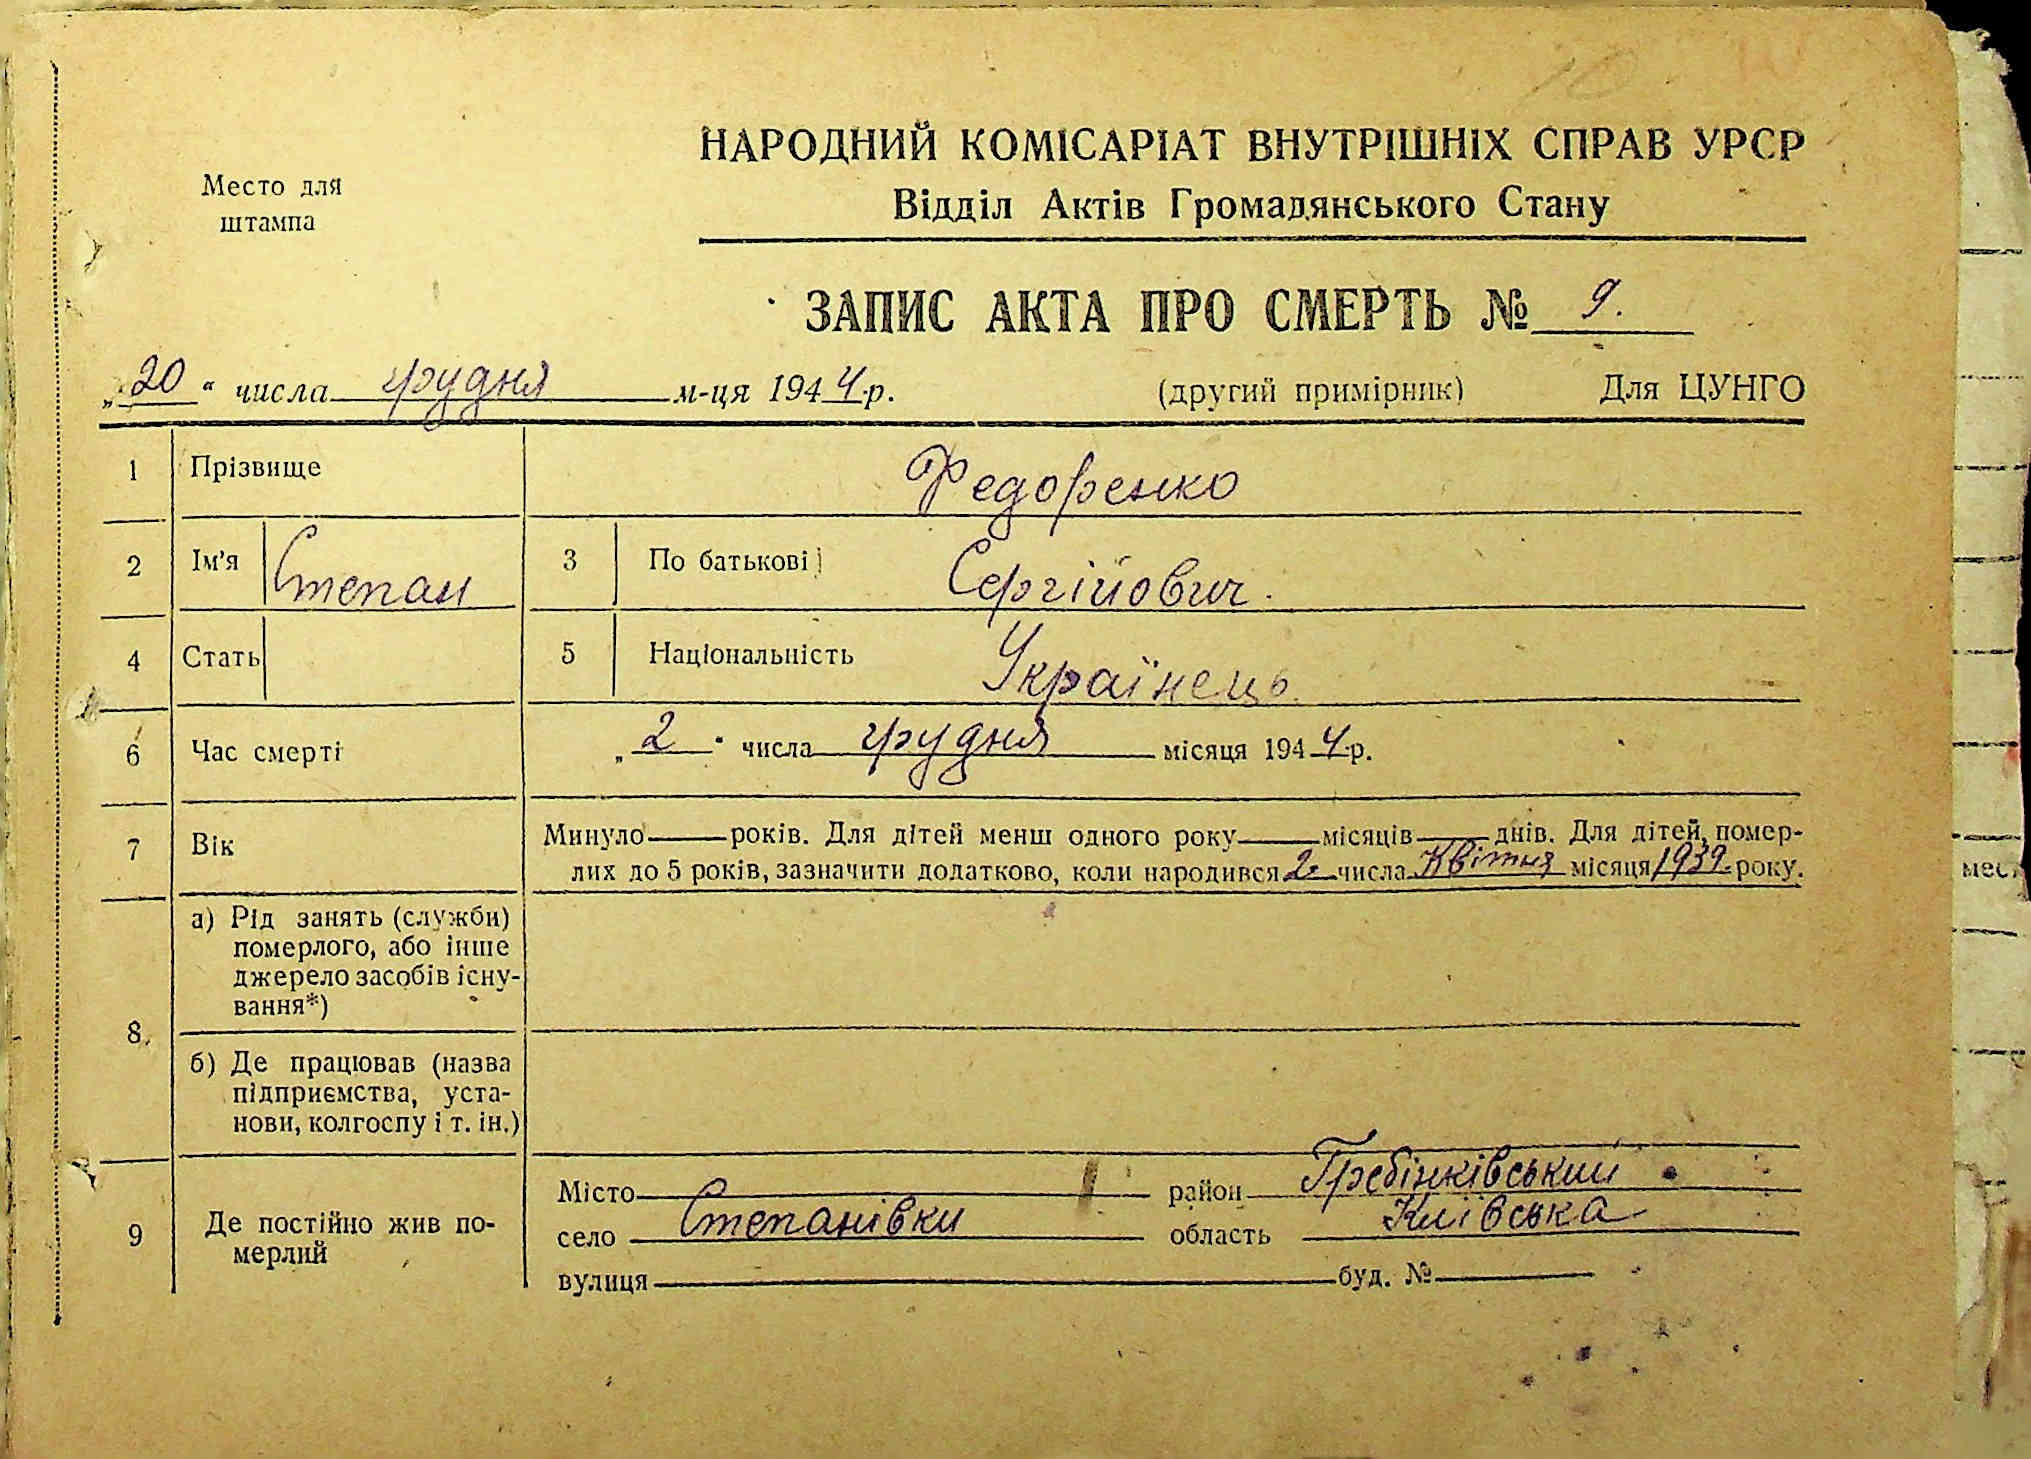 10
НАРОДНИЙ КОМІСАРІАТ ВНУТРІШНІХ СПРАВ УРСР
Відділ Актів Громадянського Стану
Место для
штампа
ЗАПИС АКТА ПРО СМЕРТЬ № 9.
„20“ числа грудня м-ця 1944 р. (другий примірник) Для ЦУНГО
1 Прізвище Федоренко
2 Ім'я Степан 3 По батькові Сергійович.
4 Стать 5 Національність Українець.
6 Час смерті „2“ числа грудня місяця 1944 р.
7 Вік Минуло — років. Для дітей менш одного року — місяців — днів. Для дітей, помер-
лих до 5 років, зазначити додатково, коли народився 2. числа Квітня місяця 1939. року.
8. а) Рід занять (служби)
померлого, або інше
джерело засобів існу-
вання*)
б) Де працював (назва
підприємства, уста-
нови, колгоспу і т. ін.)
9 Де постійно жив по-
мерлий
Місто район Гребінківський
село Степанівки область Київська
вулиця буд. №
мес